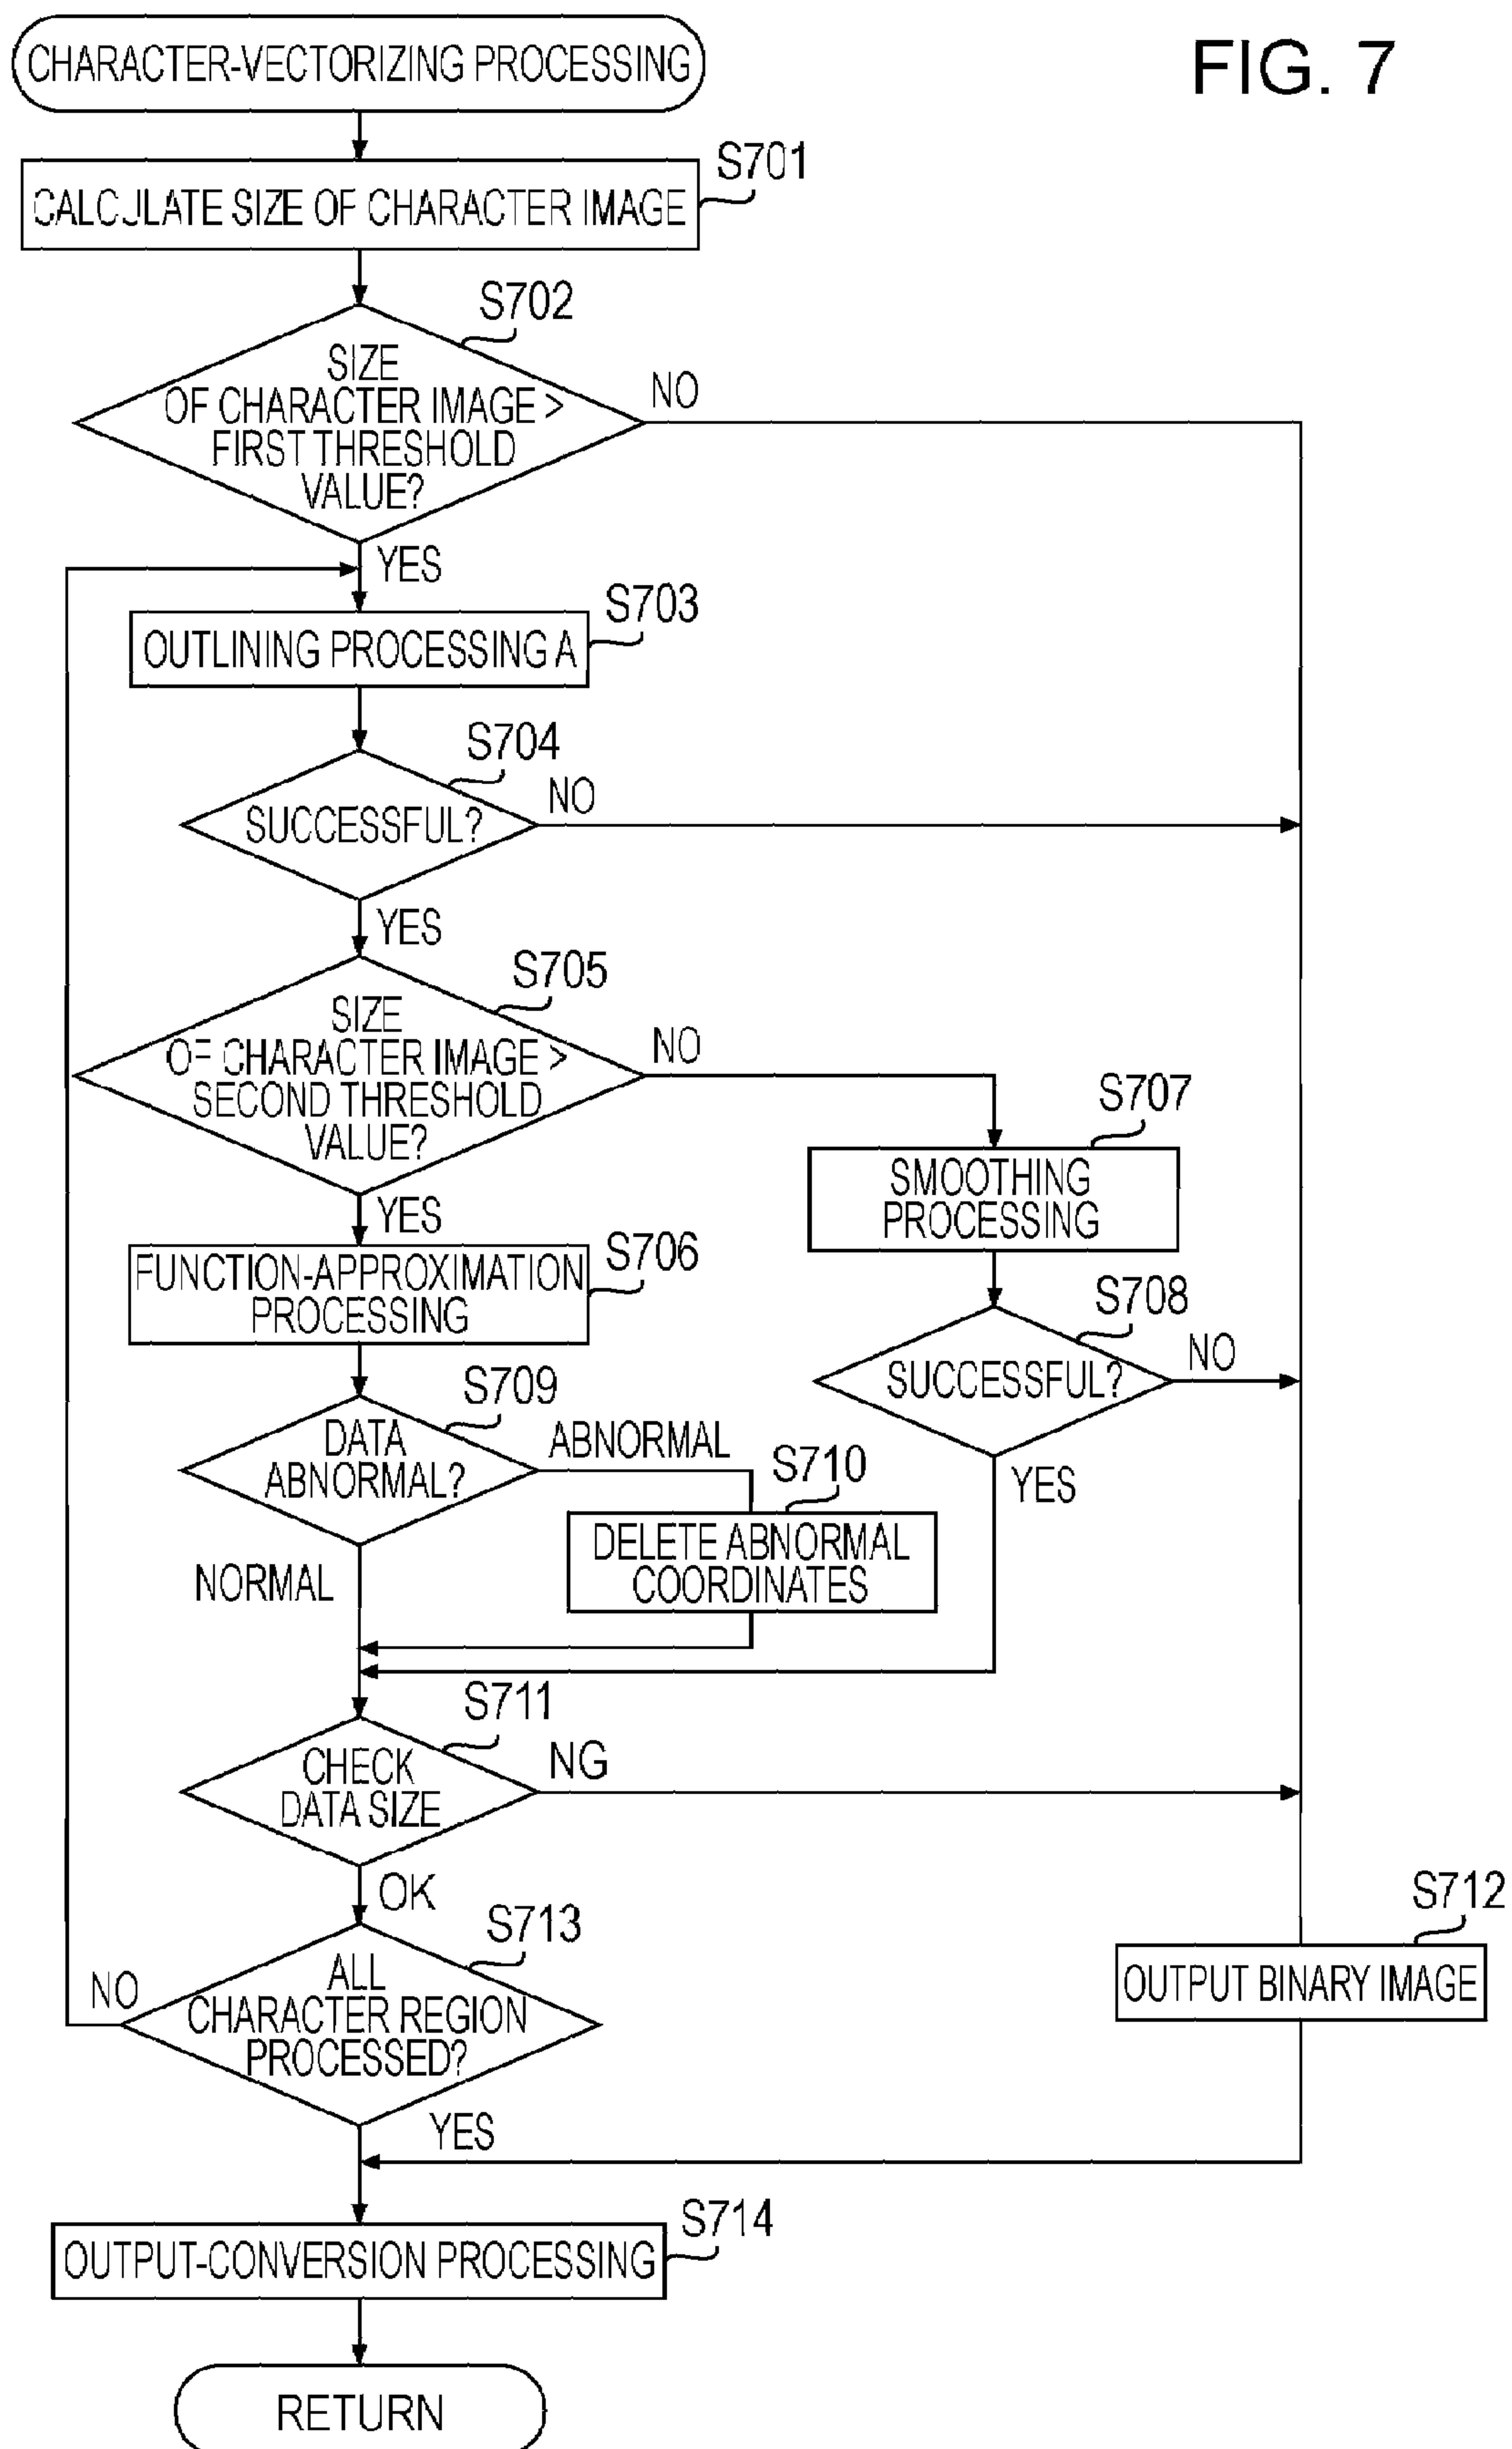 FIG. 7
CHARACTER-VECTORIZING PROCESSING
S701
CALCULATE SIZE OF CHARACTER IMAGE
S702
SIZE
OF CHARACTER IMAGE >
FIRST THRESHOLD
VALUE?
NO
YES
S703
OUTLINING PROCESSING A
S704
SUCCESSFUL?
NO
YES
S705
SIZE
OF CHARACTER IMAGE >
SECOND THRESHOLD
VALUE?
NO
YES
S707
SMOOTHING
PROCESSING
S706
FUNCTION-APPROXIMATION
PROCESSING
S708
SUCCESSFUL?
NO
YES
S709
DATA
ABNORMAL?
ABNORMAL
NORMAL
S710
DELETE ABNORMAL
COORDINATES
S711
CHECK
DATA SIZE
NG
OK
S712
OUTPUT BINARY IMAGE
S713
ALL
CHARACTER REGION
PROCESSED?
NO
YES
S714
OUTPUT-CONVERSION PROCESSING
RETURN